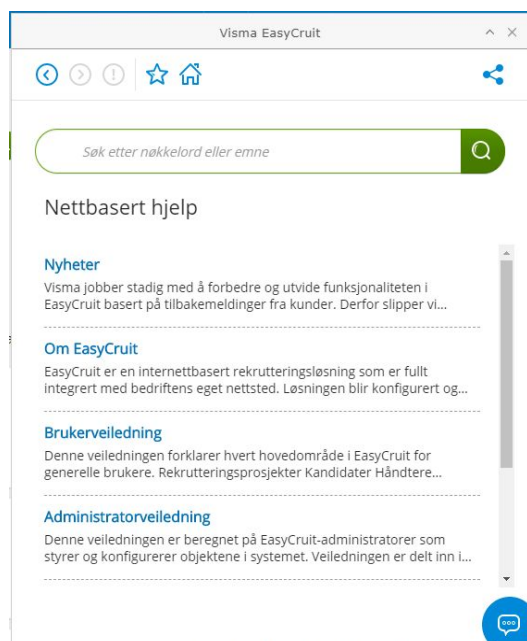 Visma EasyCruit
Søk etter nøkkelord eller emne
Nettbasert hjelp
Nyheter
Visma jobber stadig med å forbedre og utvide funksjonaliteten i
EasyCruit basert på tilbakemeldinger fra kunder. Derfor slipper vi...
Om EasyCruit
EasyCruit er en internettbasert rekrutteringsløsning som er fullt
integrert med bedriftens eget nettsted. Løsningen blir konfigurert og...
Brukerveiledning
Denne veiledningen forklarer hvert hovedområde i EasyCruit for
generelle brukere. Rekrutteringsprosjekter Kandidater Håndtere...
Administratorveiledning
Denne veiledningen er beregnet på EasyCruit-administratorer som
styrer og konfigurerer objektene i systemet. Veiledningen er delt inn i...